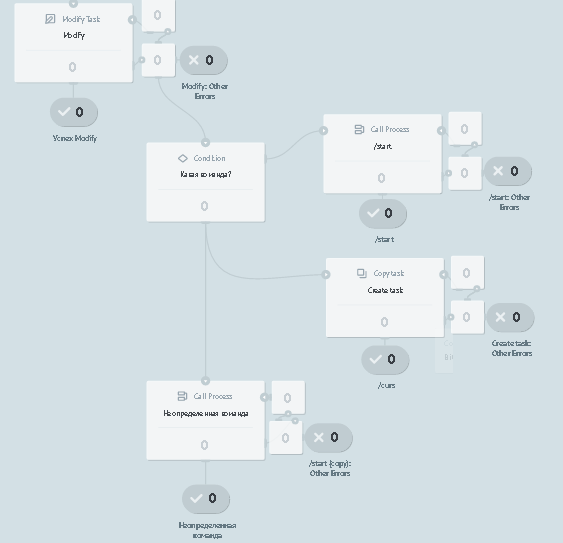 Modify Task
0
Modify
0
0
0
Modify: Other
Errors
0
Yonex Modify
Call Process
0
/start
Condition
0
0
Какая команда?
0
/start: Other
Errors
0
0
/start
Copy task
0
Create task
0
0
0
Create task:
Other Errors
0
/curs
Call Process
0
Неопределенная команда
0
0
0
/start (copy):
Other Errors
0
Неопределенная
команда